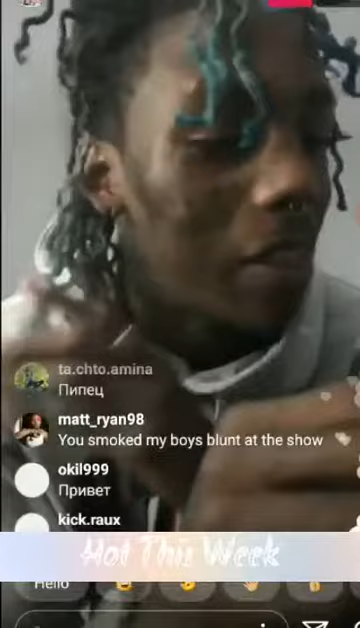 ta.chto.amina
Пипец
matt_ryan98
You smoked my boys blunt at the show
okil999
Привет
kick.raux
Hot This Week
Hello